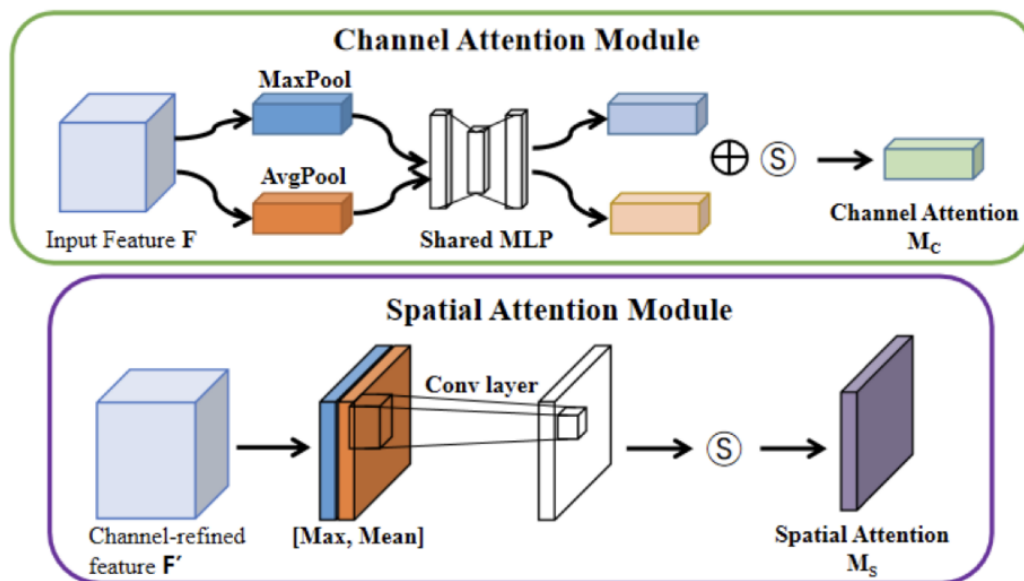 Channel Attention Module
MaxPool
AvgPool
Input Feature F
Shared MLP
S
Channel Attention
M_C
Spatial Attention Module
Conv layer
S
Channel-refined
feature F′
[Max, Mean]
Spatial Attention
M_S